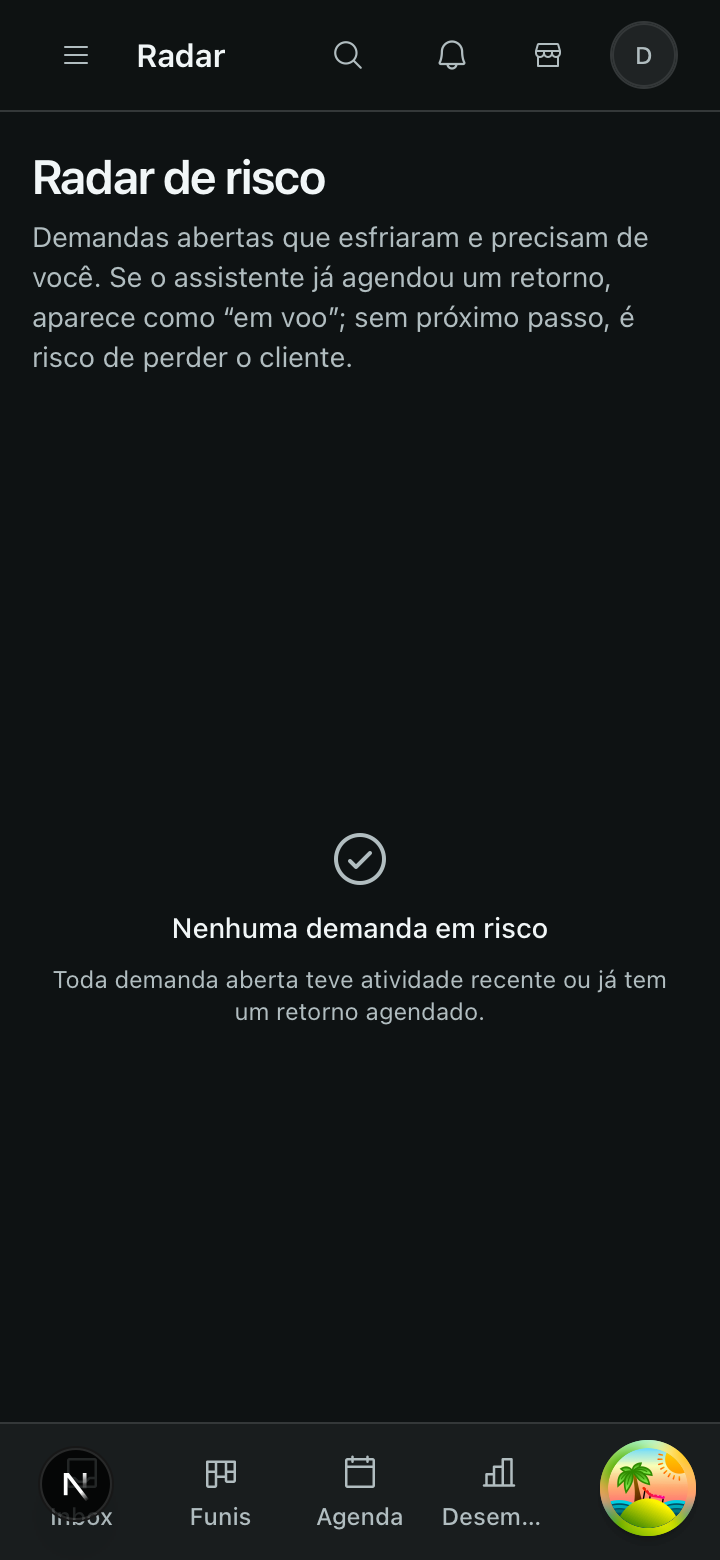 Radar
D
Radar de risco
Demandas abertas que esfriaram e precisam de
você. Se o assistente já agendou um retorno,
aparece como “em voo”; sem próximo passo, é
risco de perder o cliente.
Nenhuma demanda em risco
Toda demanda aberta teve atividade recente ou já tem
um retorno agendado.
N
Inbox
Funis
Agenda
Desem...